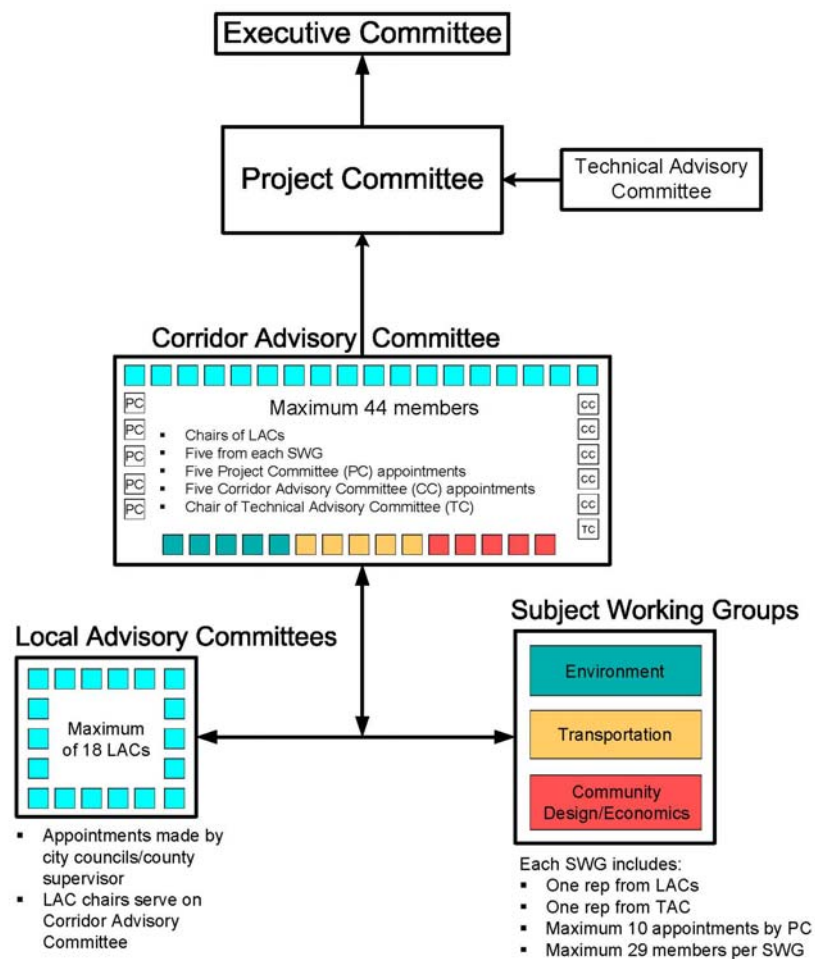 Executive Committee
Project Committee
Technical Advisory
Committee
Corridor Advisory Committee
PC
PC
PC
PC
PC
Maximum 44 members
▪ Chairs of LACs
▪ Five from each SWG
▪ Five Project Committee (PC) appointments
▪ Five Corridor Advisory Committee (CC) appointments
▪ Chair of Technical Advisory Committee (TC)
CC
CC
CC
CC
CC
TC
Local Advisory Committees
Maximum
of 18 LACs
▪ Appointments made by
city councils/county
supervisor
▪ LAC chairs serve on
Corridor Advisory
Committee
Subject Working Groups
Environment
Transportation
Community
Design/Economics
Each SWG includes:
▪ One rep from LACs
▪ One rep from TAC
▪ Maximum 10 appointments by PC
▪ Maximum 29 members per SWG